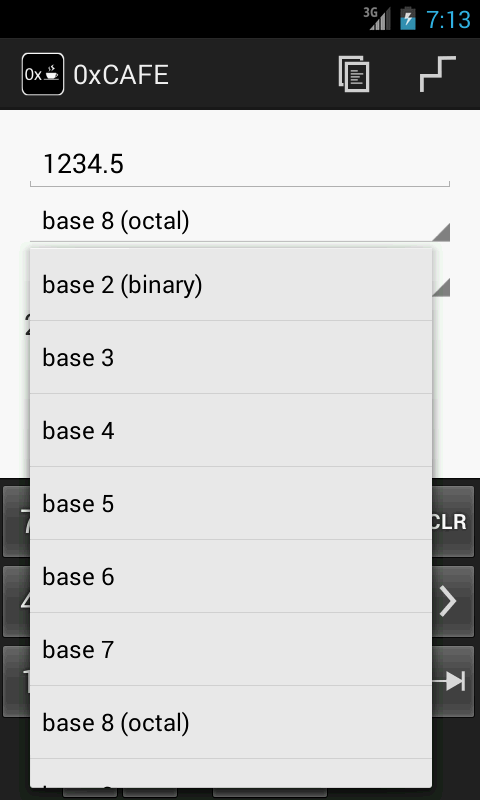 3G
7:13
0x
0xCAFE
1234.5
base 8 (octal)
base 2 (binary)
base 3
base 4
base 5
base 6
base 7
base 8 (octal)
CLR